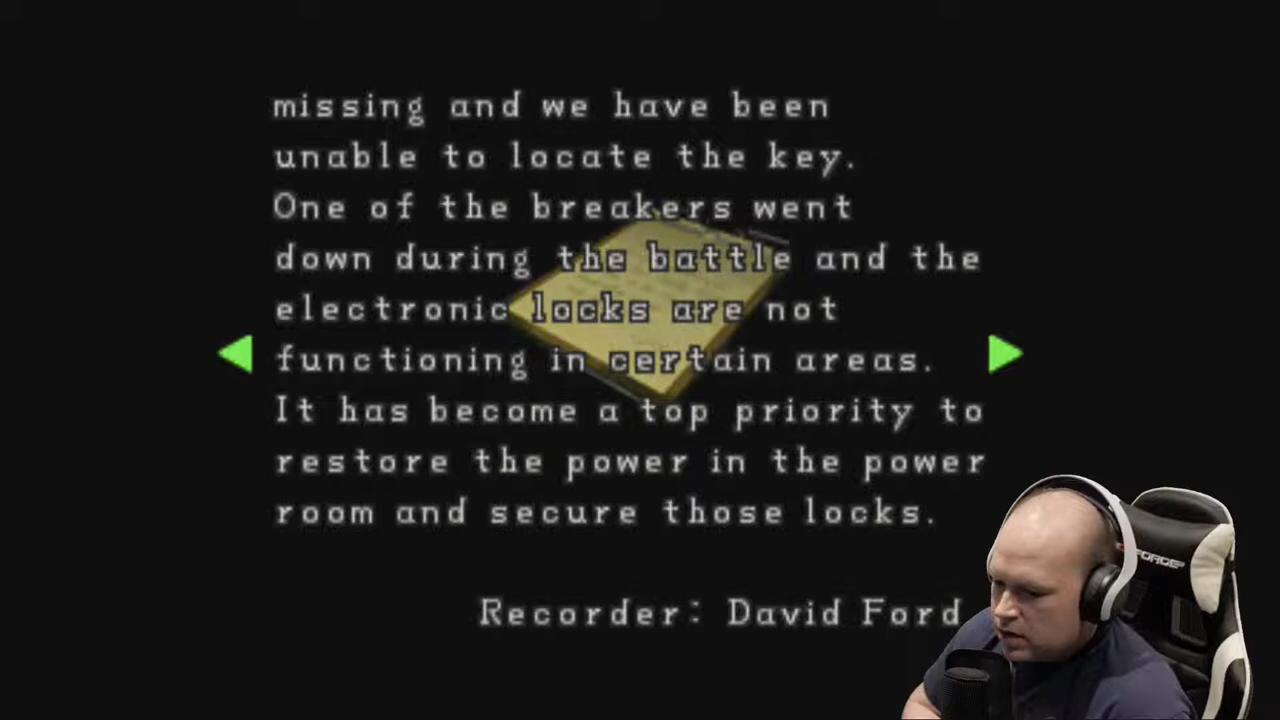 missing and we have been
unable to locate the key.
One of the breakers went
down during the battle and the
electronic locks are not
functioning in certain areas.
It has become a top priority to
restore the power in the power
room and secure those locks.
Recorder: David Ford